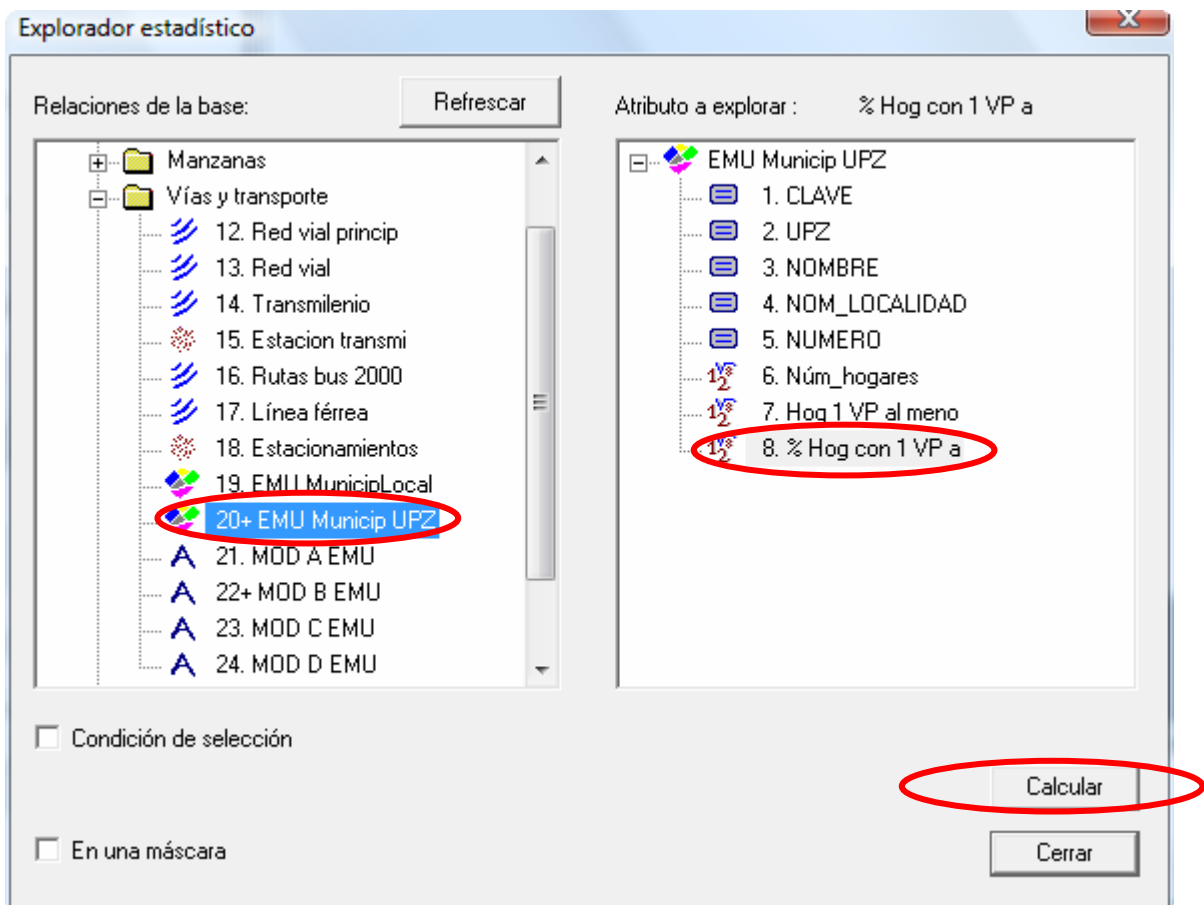 Explorador estadístico
Relaciones de la base:
Refrescar
Manzanas
Vías y transporte
12. Red vial princip
13. Red vial
14. Transmilenio
15. Estacion transmi
16. Rutas bus 2000
17. Línea férrea
18. Estacionamientos
19. EMU MunicipLocal
20+ EMU Municip UPZ
21. MOD A EMU
22+ MOD B EMU
23. MOD C EMU
24. MOD D EMU
Atributo a explorar : % Hog con 1 VP a
EMU Municip UPZ
1. CLAVE
2. UPZ
3. NOMBRE
4. NOM_LOCALIDAD
5. NUMERO
6. Núm_hogares
7. Hog 1 VP al meno
8. % Hog con 1 VP a
Condición de selección
Calcular
En una máscara
Cerrar